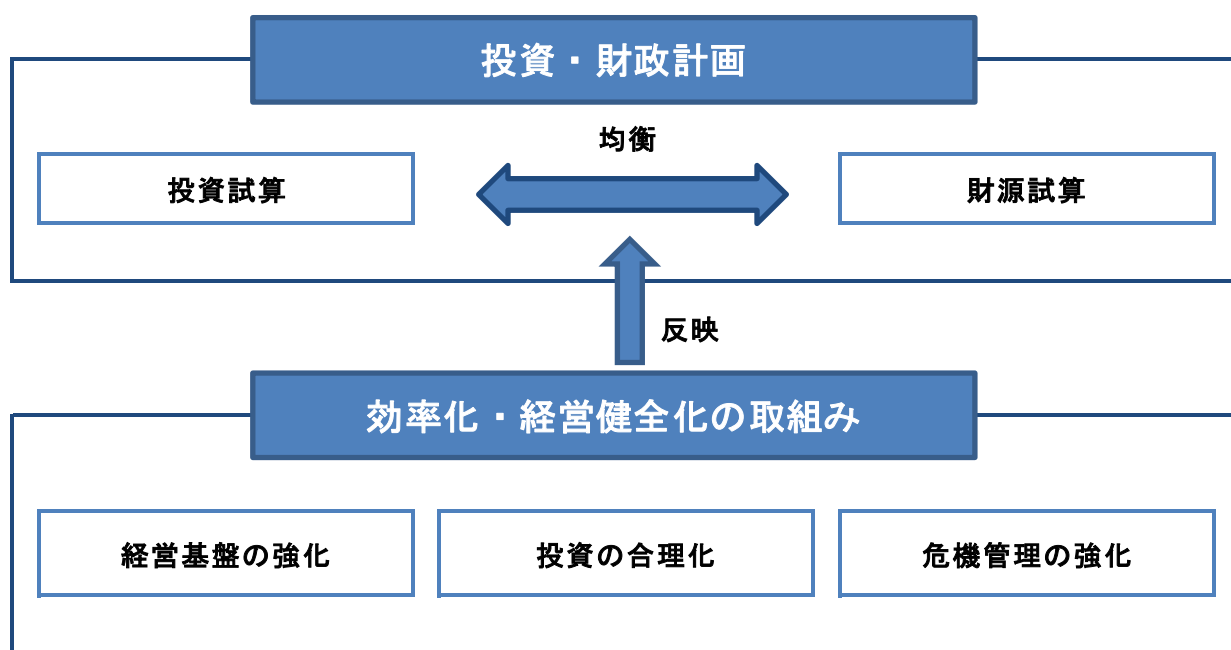 投資・財政計画
均衡
投資試算
財源試算
反映
効率化・経営健全化の取組み
経営基盤の強化
投資の合理化
危機管理の強化